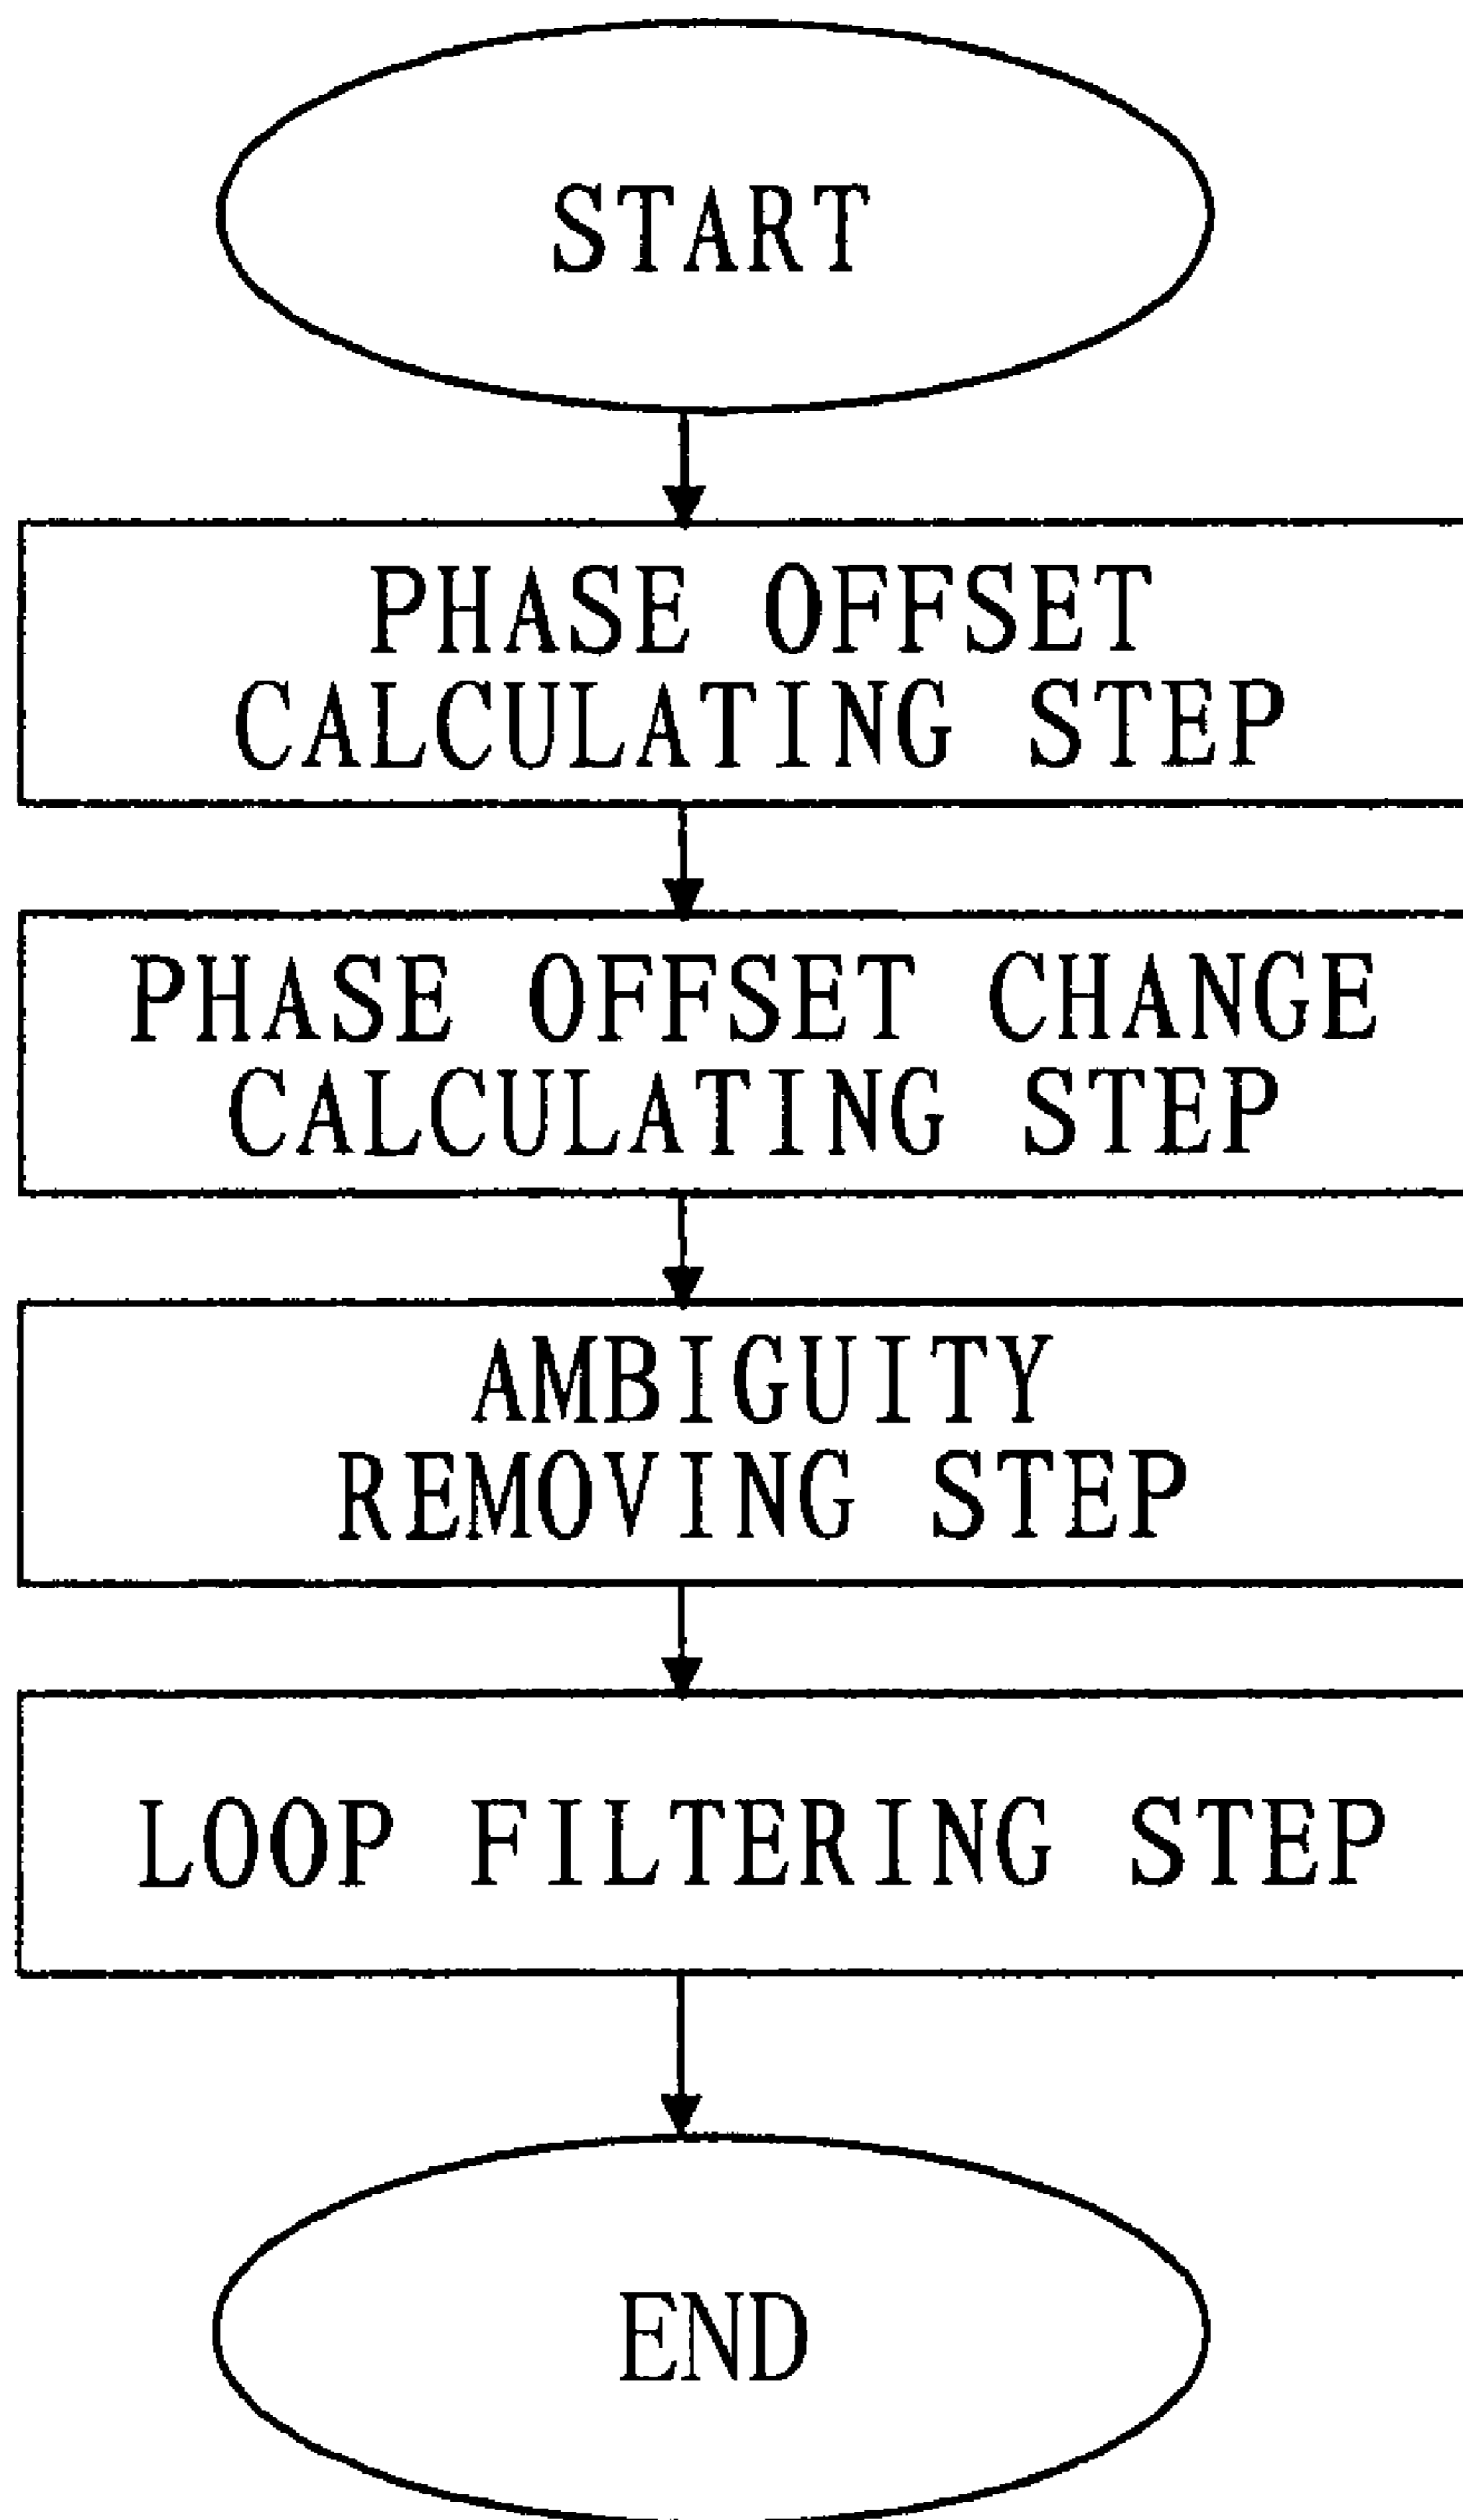 START
PHASE OFFSET
CALCULATING STEP
PHASE OFFSET CHANGE
CALCULATING STEP
AMBIGUITY
REMOVING STEP
LOOP FILTERING STEP
END